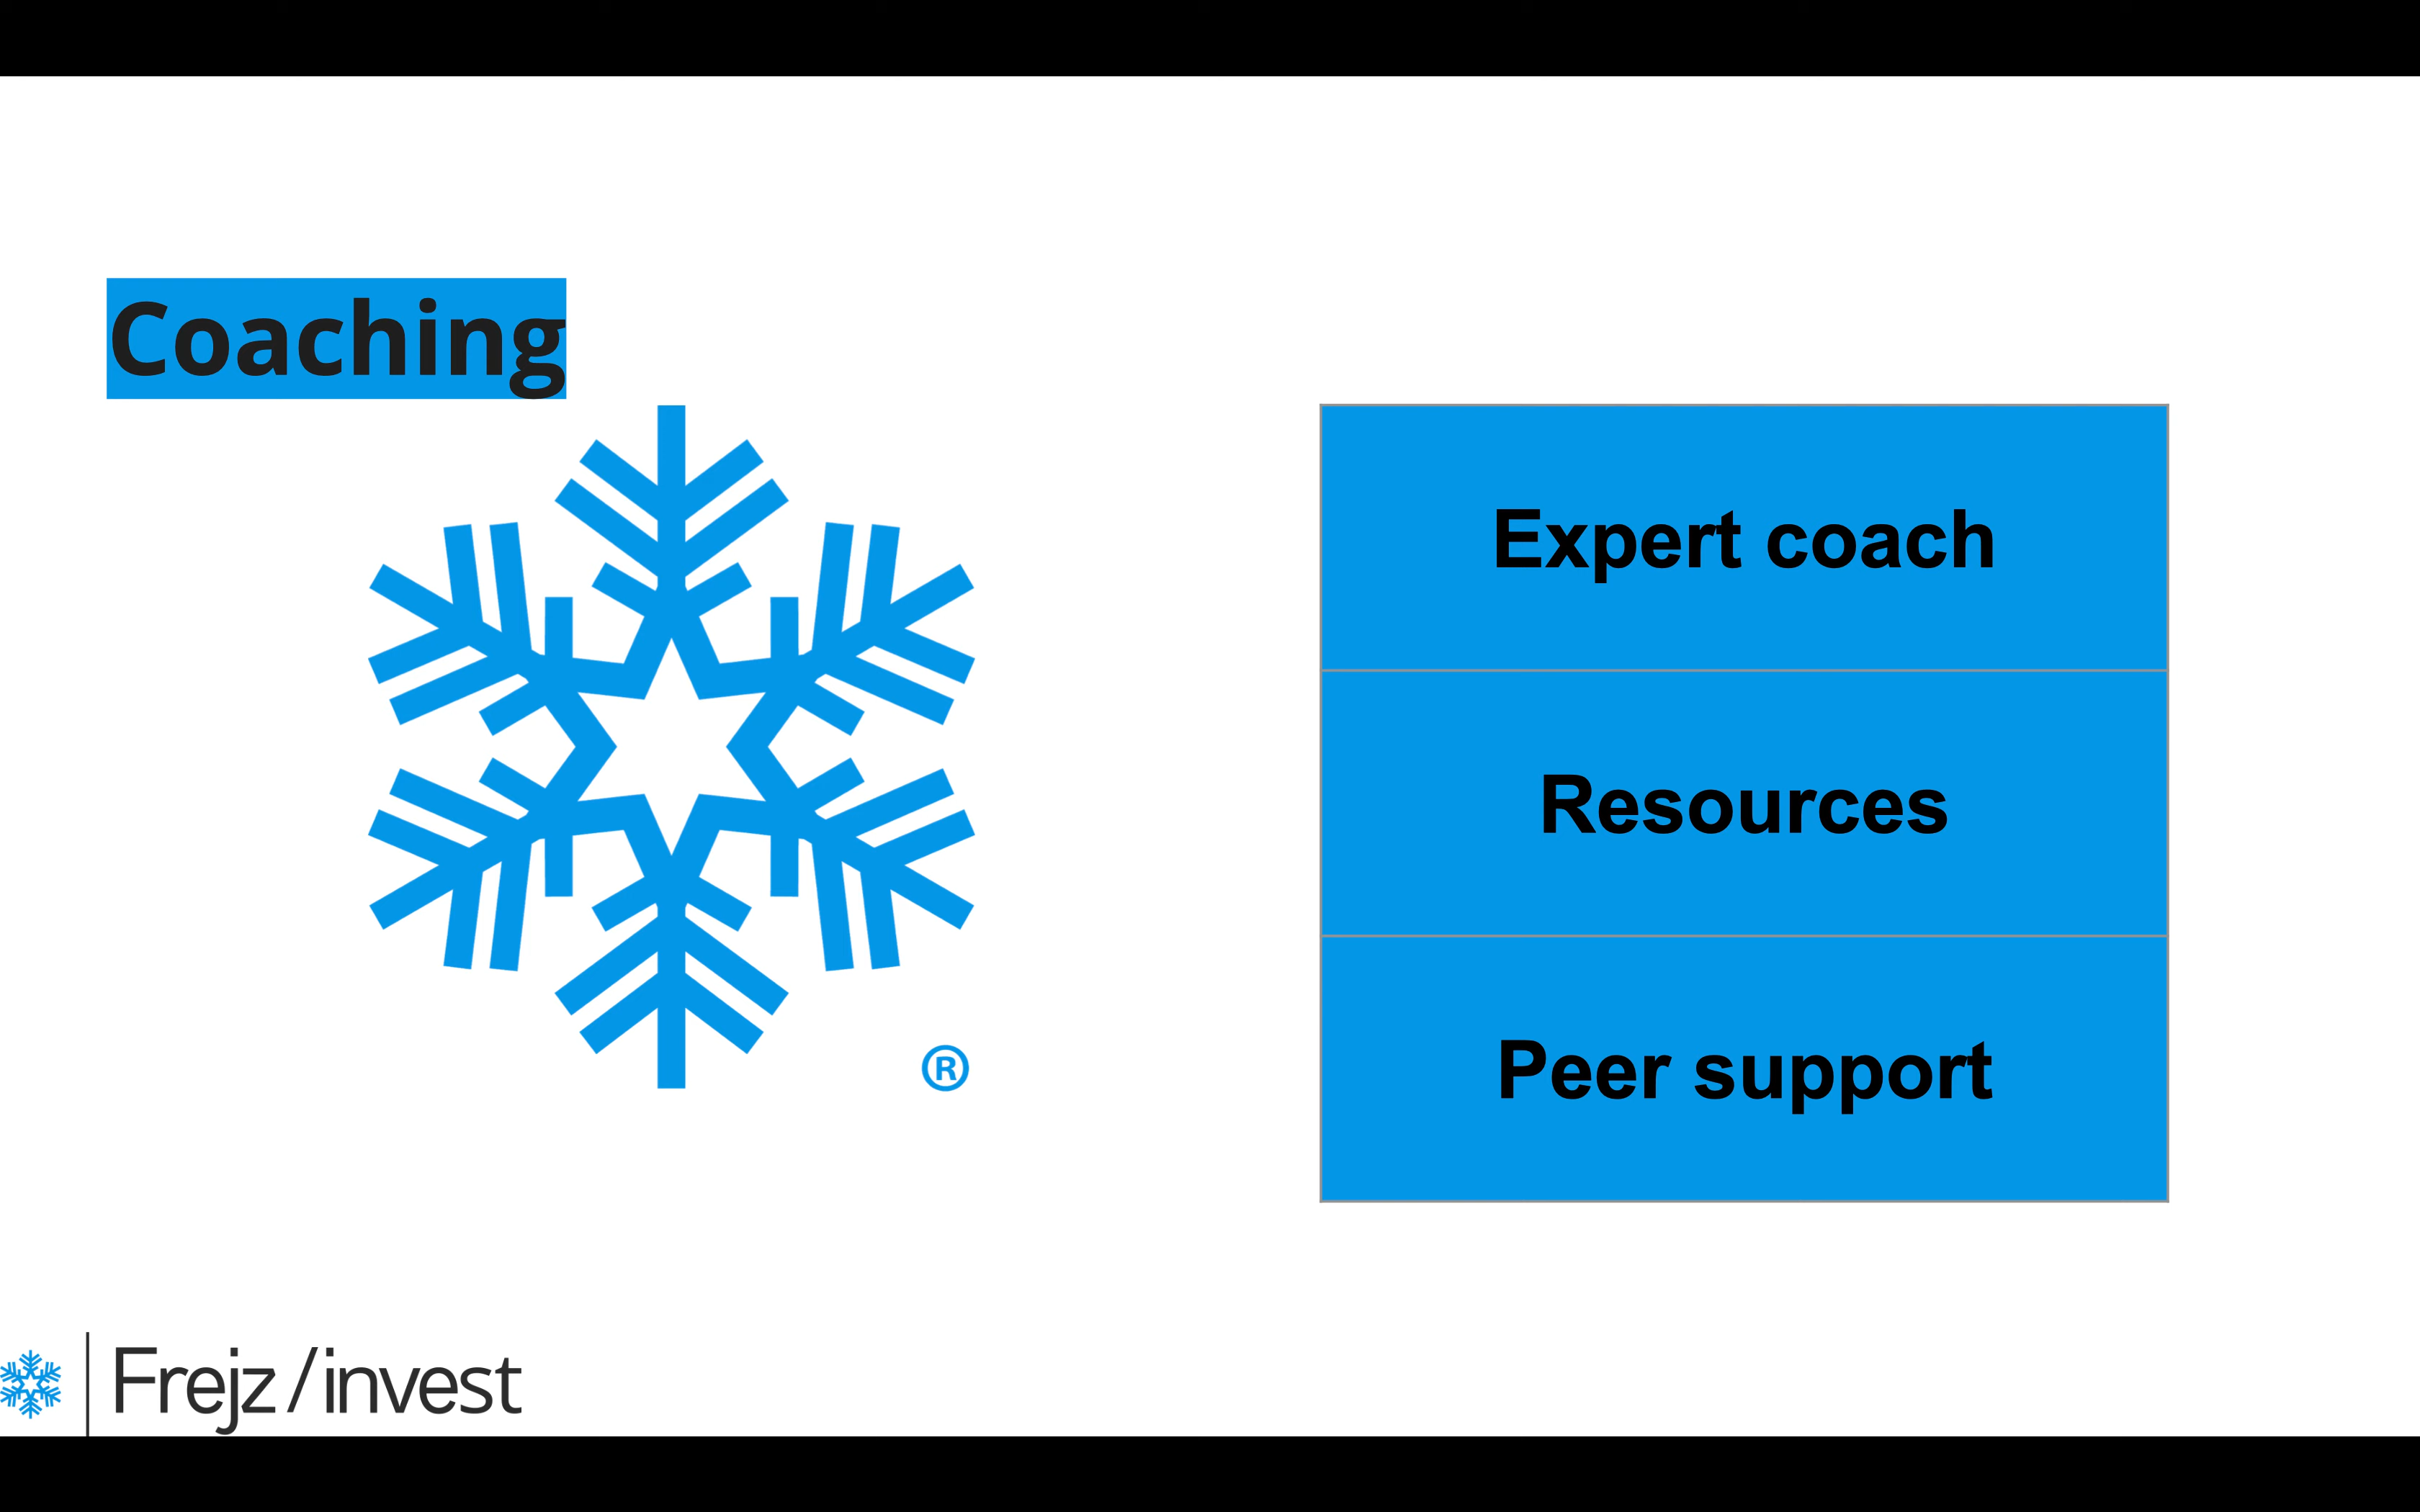 Coaching
Expert coach
Resources
Peer support
®
Frejz/invest